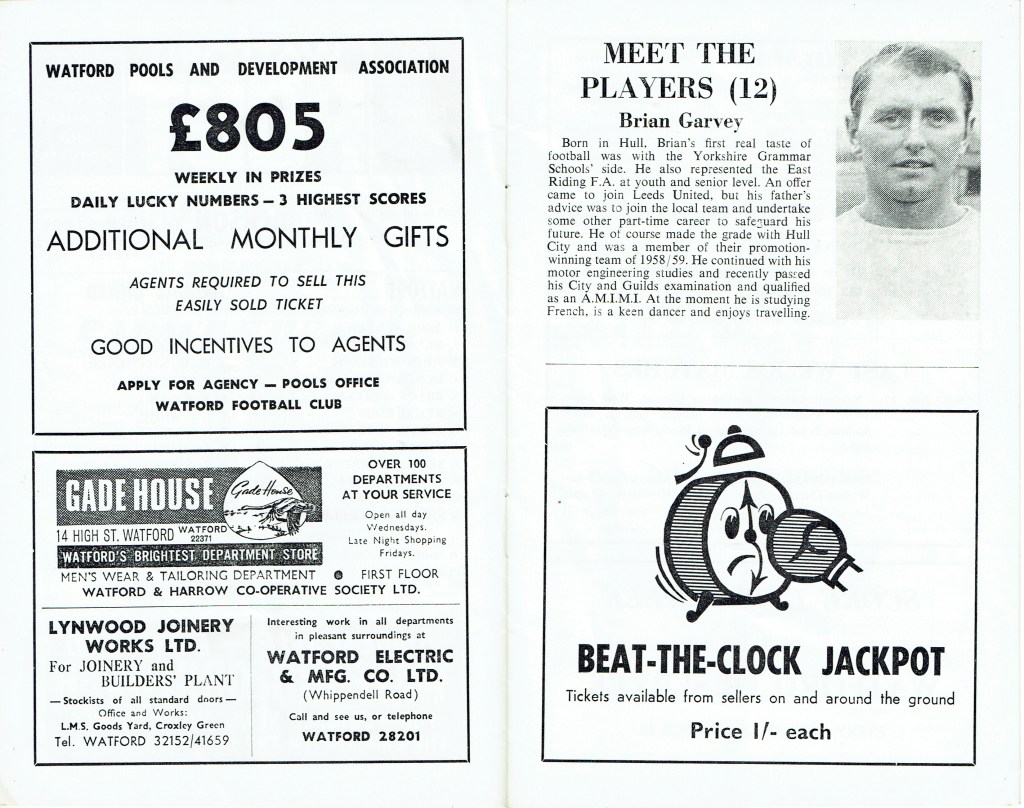 WATFORD POOLS AND DEVELOPMENT ASSOCIATION
£805
WEEKLY IN PRIZES
DAILY LUCKY NUMBERS – 3 HIGHEST SCORES
ADDITIONAL MONTHLY GIFTS
AGENTS REQUIRED TO SELL THIS
EASILY SOLD TICKET
GOOD INCENTIVES TO AGENTS
APPLY FOR AGENCY – POOLS OFFICE
WATFORD FOOTBALL CLUB
GADE HOUSE
Gade House
14 HIGH ST. WATFORD WATFORD 22371
WATFORD'S BRIGHTEST DEPARTMENT STORE
OVER 100
DEPARTMENTS
AT YOUR SERVICE
Open all day
Wednesdays.
Late Night Shopping
Fridays.
MEN'S WEAR & TAILORING DEPARTMENT ● FIRST FLOOR
WATFORD & HARROW CO-OPERATIVE SOCIETY LTD.
LYNWOOD JOINERY
WORKS LTD.
For JOINERY and
BUILDERS' PLANT
— Stockists of all standard doors —
Office and Works:
L.M.S. Goods Yard, Croxley Green
Tel. WATFORD 32152/41659
Interesting work in all departments
in pleasant surroundings at
WATFORD ELECTRIC
& MFG. CO. LTD.
(Whippendell Road)
Call and see us, or telephone
WATFORD 28201
MEET THE
PLAYERS (12)
Brian Garvey
Born in Hull, Brian's first real taste of
football was with the Yorkshire Grammar
Schools' side. He also represented the East
Riding F.A. at youth and senior level. An offer
came to join Leeds United, but his father's
advice was to join the local team and undertake
some other part-time career to safeguard his
future. He of course made the grade with Hull
City and was a member of their promotion-
winning team of 1958/59. He continued with his
motor engineering studies and recently passed
his City and Guilds examination and qualified
as an A.M.I.M.I. At the moment he is studying
French, is a keen dancer and enjoys travelling.
BEAT-THE-CLOCK JACKPOT
Tickets available from sellers on and around the ground
Price 1/- each